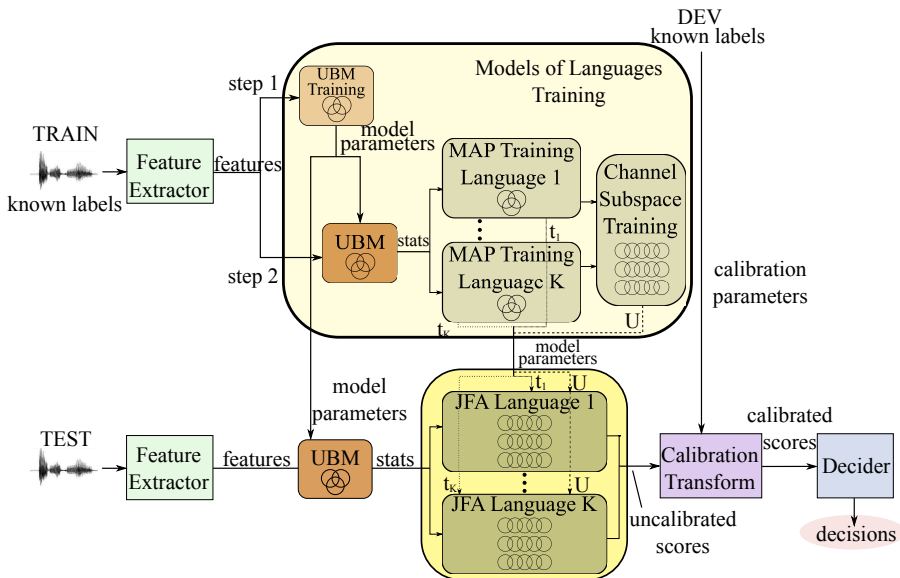 DEV
known labels
Models of Languages
Training
step 1
UBM
Training
TRAIN
known labels
Feature
Extractor
features
model
parameters
MAP Training
Language 1
Channel
Subspace
Training
UBM
stats
t1
MAP Training
Language K
step 2
calibration
parameters
tK
U
model
parameters
model
parameters
t1
U
JFA Language 1
TEST
Feature
Extractor
features
UBM
stats
tK
U
JFA Language K
uncalibrated
scores
Calibration
Transform
calibrated
scores
Decider
decisions